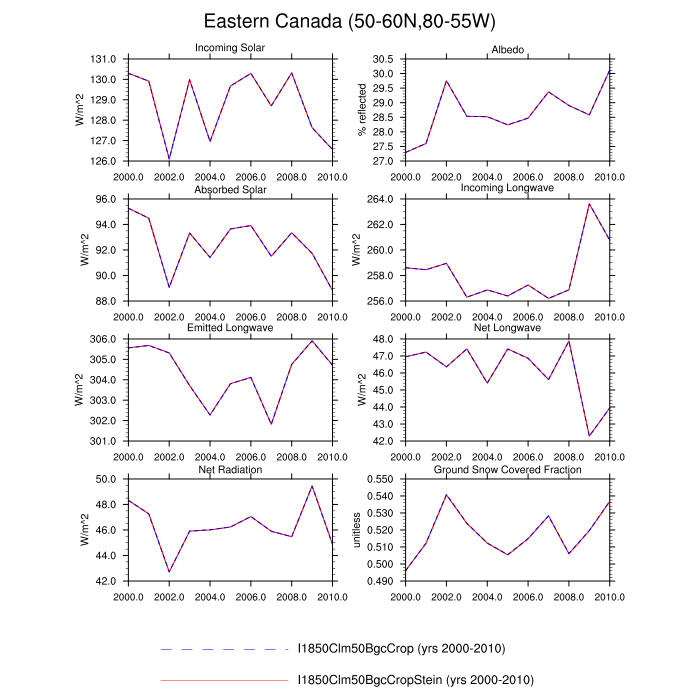 Eastern Canada (50-60N,80-55W)
Incoming Solar
W/m^2
131.0
130.0
129.0
128.0
127.0
126.0
2000.0 2002.0 2004.0 2006.0 2008.0 2010.0
Albedo
% reflected
30.5
30.0
29.5
29.0
28.5
28.0
27.5
27.0
2000.0 2002.0 2004.0 2006.0 2008.0 2010.0
Absorbed Solar
W/m^2
96.0
94.0
92.0
90.0
88.0
2000.0 2002.0 2004.0 2006.0 2008.0 2010.0
Incoming Longwave
W/m^2
264.0
262.0
260.0
258.0
256.0
2000.0 2002.0 2004.0 2006.0 2008.0 2010.0
Emitted Longwave
W/m^2
306.0
305.0
304.0
303.0
302.0
301.0
2000.0 2002.0 2004.0 2006.0 2008.0 2010.0
Net Longwave
W/m^2
48.0
47.0
46.0
45.0
44.0
43.0
42.0
2000.0 2002.0 2004.0 2006.0 2008.0 2010.0
Net Radiation
W/m^2
50.0
48.0
46.0
44.0
42.0
2000.0 2002.0 2004.0 2006.0 2008.0 2010.0
Ground Snow Covered Fraction
unitless
0.550
0.540
0.530
0.520
0.510
0.500
0.490
2000.0 2002.0 2004.0 2006.0 2008.0 2010.0
I1850Clm50BgcCrop (yrs 2000-2010)
I1850Clm50BgcCropStein (yrs 2000-2010)